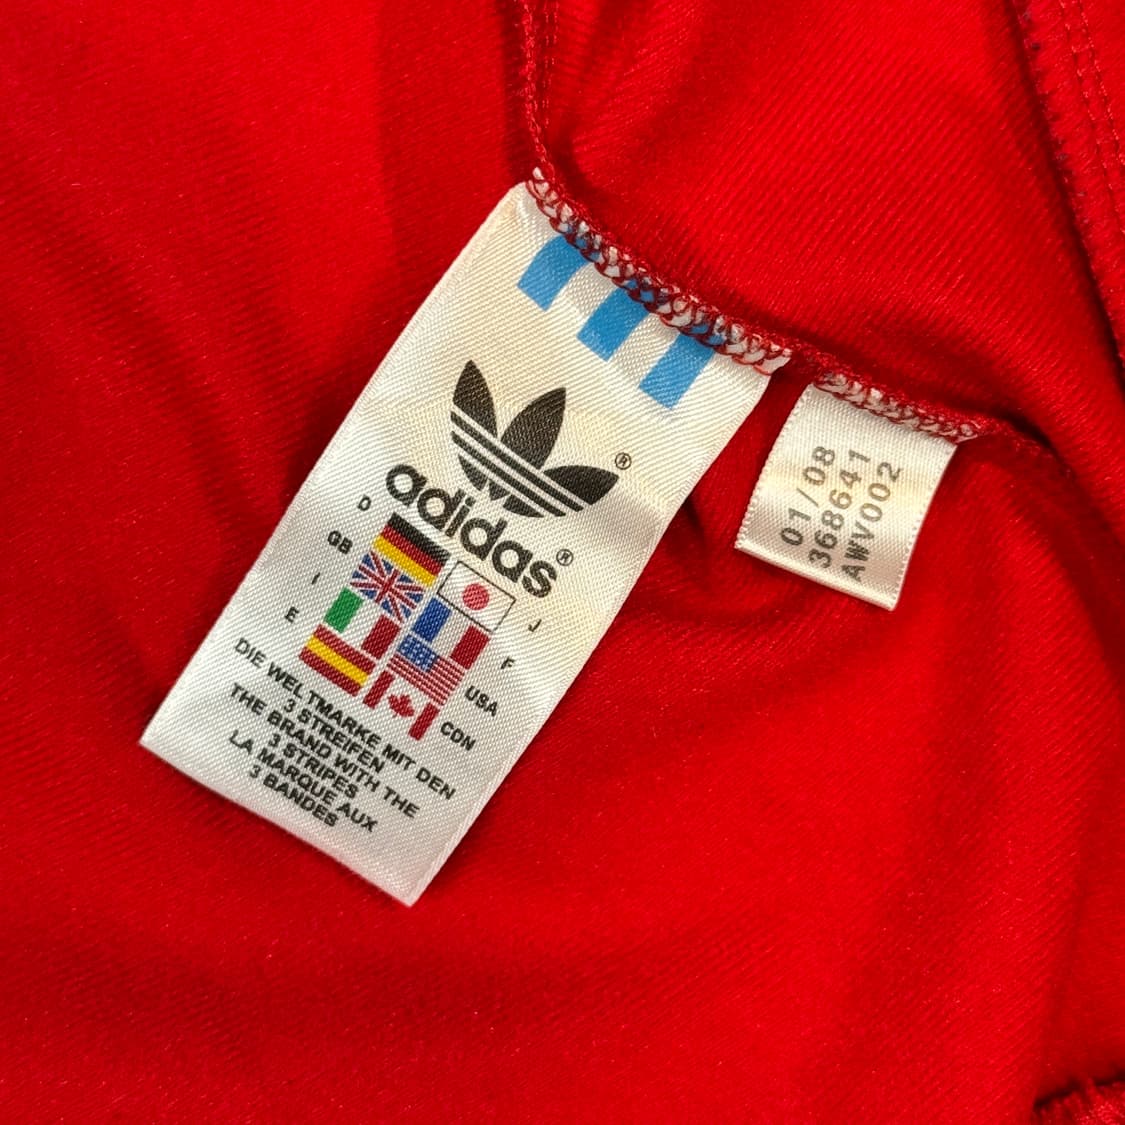 adidas®
®
D
GB
I
E
J
F
USA
CDN
DIE WELTMARKE MIT DEN
3 STREIFEN
THE BRAND WITH THE
3 STRIPES
LA MARQUE AUX
3 BANDES
01/08
368641
AWV002